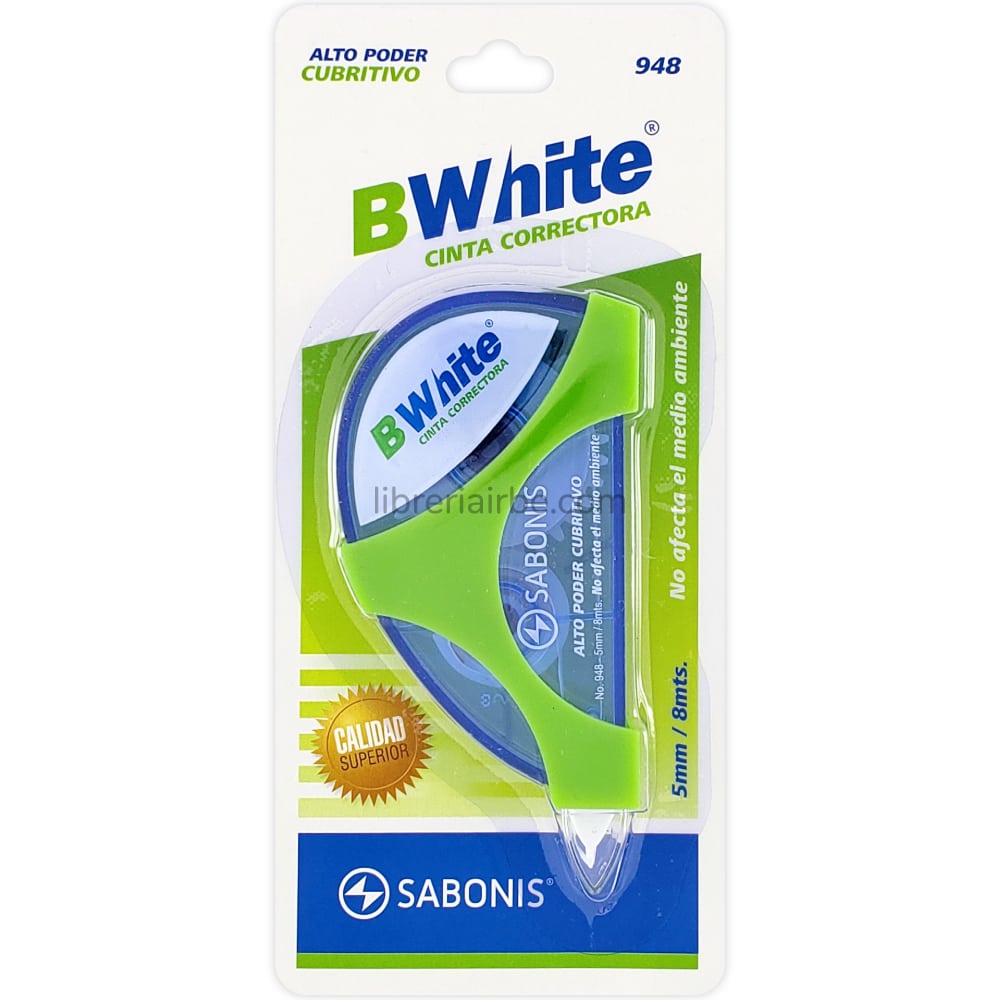 ALTO PODER
CUBRITIVO
948
BWhite®
CINTA CORRECTORA
BWhite®
CINTA CORRECTORA
libreriairbe.com
SABONIS
ALTO PODER CUBRITIVO
No. 948 - 5mm / 8mts. No afecta el medio ambiente
No afecta el medio ambiente
5mm / 8mts.
CALIDAD
SUPERIOR
SABONIS®